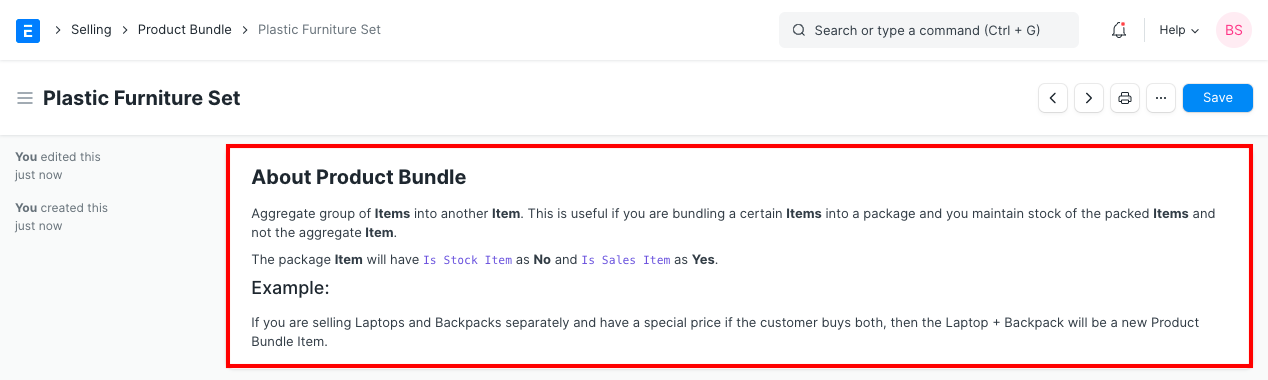 E > Selling > Product Bundle > Plastic Furniture Set
Search or type a command (Ctrl + G)
Help
BS
Plastic Furniture Set
Save
You edited this
just now
You created this
just now
About Product Bundle
Aggregate group of Items into another Item. This is useful if you are bundling a certain Items into a package and you maintain stock of the packed Items and
not the aggregate Item.
The package Item will have Is Stock Item as No and Is Sales Item as Yes.
Example:
If you are selling Laptops and Backpacks separately and have a special price if the customer buys both, then the Laptop + Backpack will be a new Product
Bundle Item.